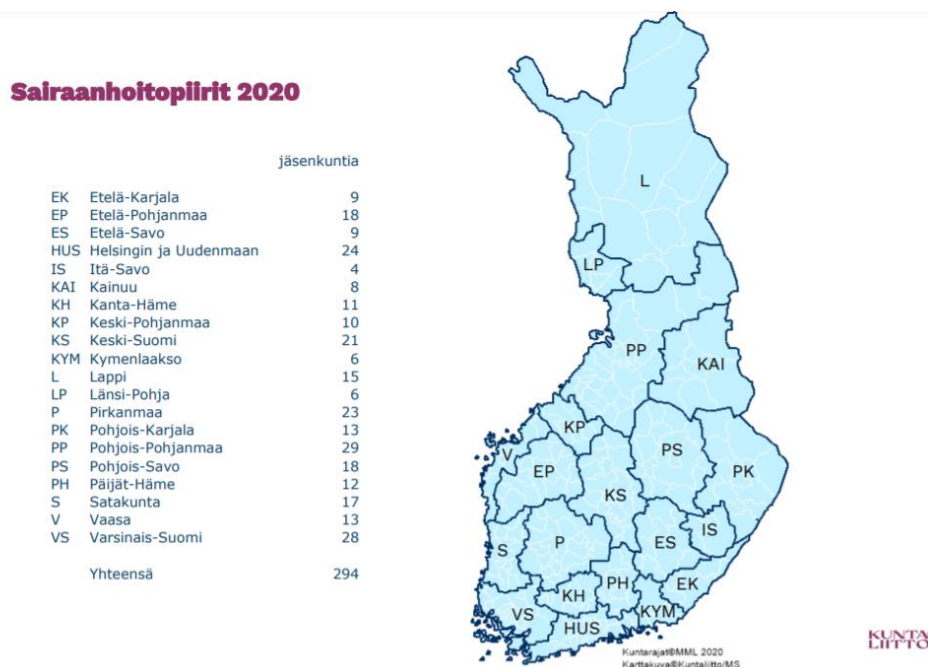 Sairaanhoitopiirit 2020
jäsenkuntia
EK Etelä-Karjala 9
EP Etelä-Pohjanmaa 18
ES Etelä-Savo 9
HUS Helsingin ja Uudenmaan 24
IS Itä-Savo 4
KAI Kainuu 8
KH Kanta-Häme 11
KP Keski-Pohjanmaa 10
KS Keski-Suomi 21
KYM Kymenlaakso 6
L Lappi 15
LP Länsi-Pohja 6
P Pirkanmaa 23
PK Pohjois-Karjala 13
PP Pohjois-Pohjanmaa 29
PS Pohjois-Savo 18
PH Päijät-Häme 12
S Satakunta 17
V Vaasa 13
VS Varsinais-Suomi 28
Yhteensä 294
L
LP
PP
KAI
KP
V
EP
PS
PK
KS
IS
S
P
ES
PH
EK
KH
VS
KYM
HUS
Kuntarajat©MML 2020
Karttakuva©Kuntaliitto/MS
KUNTA
LIITTO